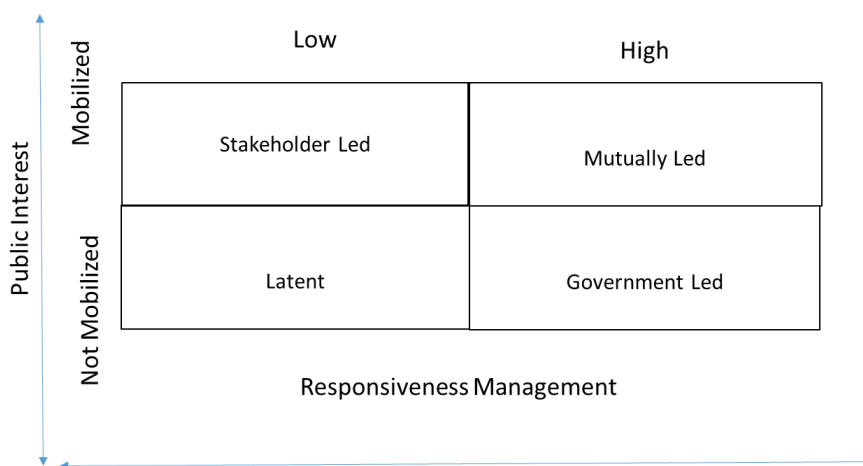 Low
High
Mobilized
Stakeholder Led
Mutually Led
Public Interest
Not Mobilized
Latent
Government Led
Responsiveness Management